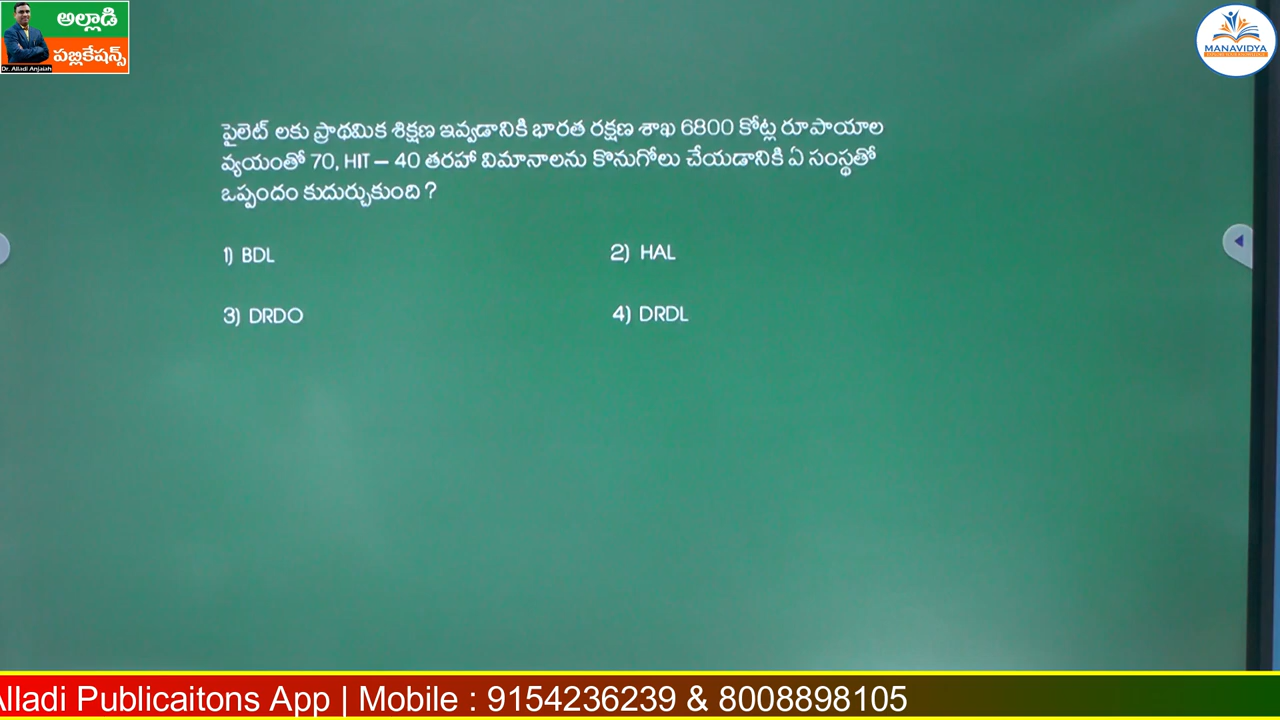 అల్లాడి
పబ్లికేషన్స్
Dr. Alladi Anjaiah
MANAVIDYA
పైలెట్ లకు ప్రాథమిక శిక్షణ ఇవ్వడానికి భారత రక్షణ శాఖ 6800 కోట్ల రూపాయాల
వ్యయంతో 70, HIT – 40 తరహా విమానాలను కొనుగోలు చేయడానికి ఏ సంస్థతో
ఒప్పందం కుదుర్చుకుంది ?
1) BDL
2) HAL
3) DRDO
4) DRDL
Alladi Publicaitons App | Mobile : 9154236239 & 8008898105